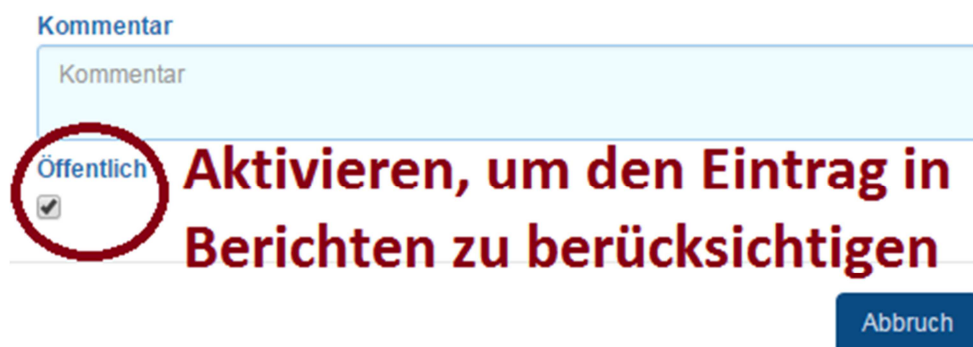 Kommentar
Kommentar
Öffentlich
Aktivieren, um den Eintrag in
Berichten zu berücksichtigen
Abbruch